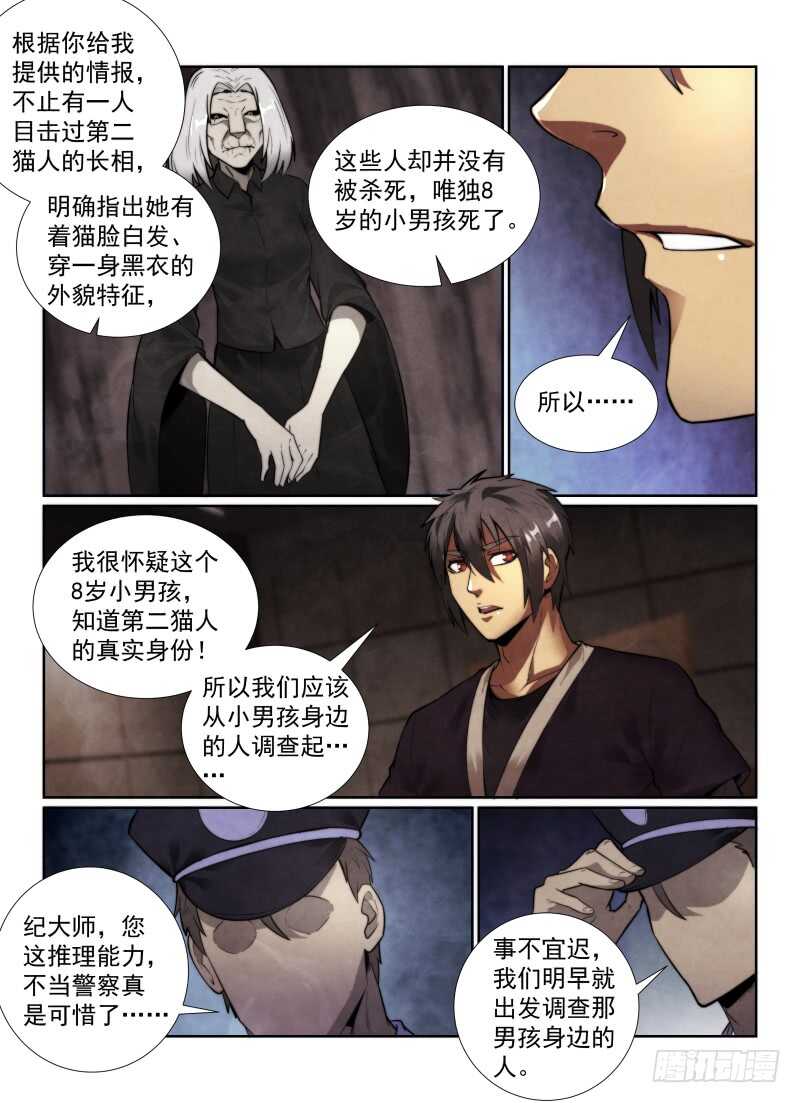 根据你给我
提供的情报，
不止有一人
目击过第二
猫人的长相，
明确指出她有
着猫脸白发、
穿一身黑衣的
外貌特征，
这些人却并没有
被杀死，唯独8
岁的小男孩死了。
所以……
我很怀疑这个
8岁小男孩，
知道第二猫人
的真实身份！
所以我们应该
从小男孩身边
的人调查起…
…
纪大师，您
这推理能力，
不当警察真
是可惜了……
事不宜迟，
我们明早就
出发调查那
男孩身边的
人。
腾讯动漫